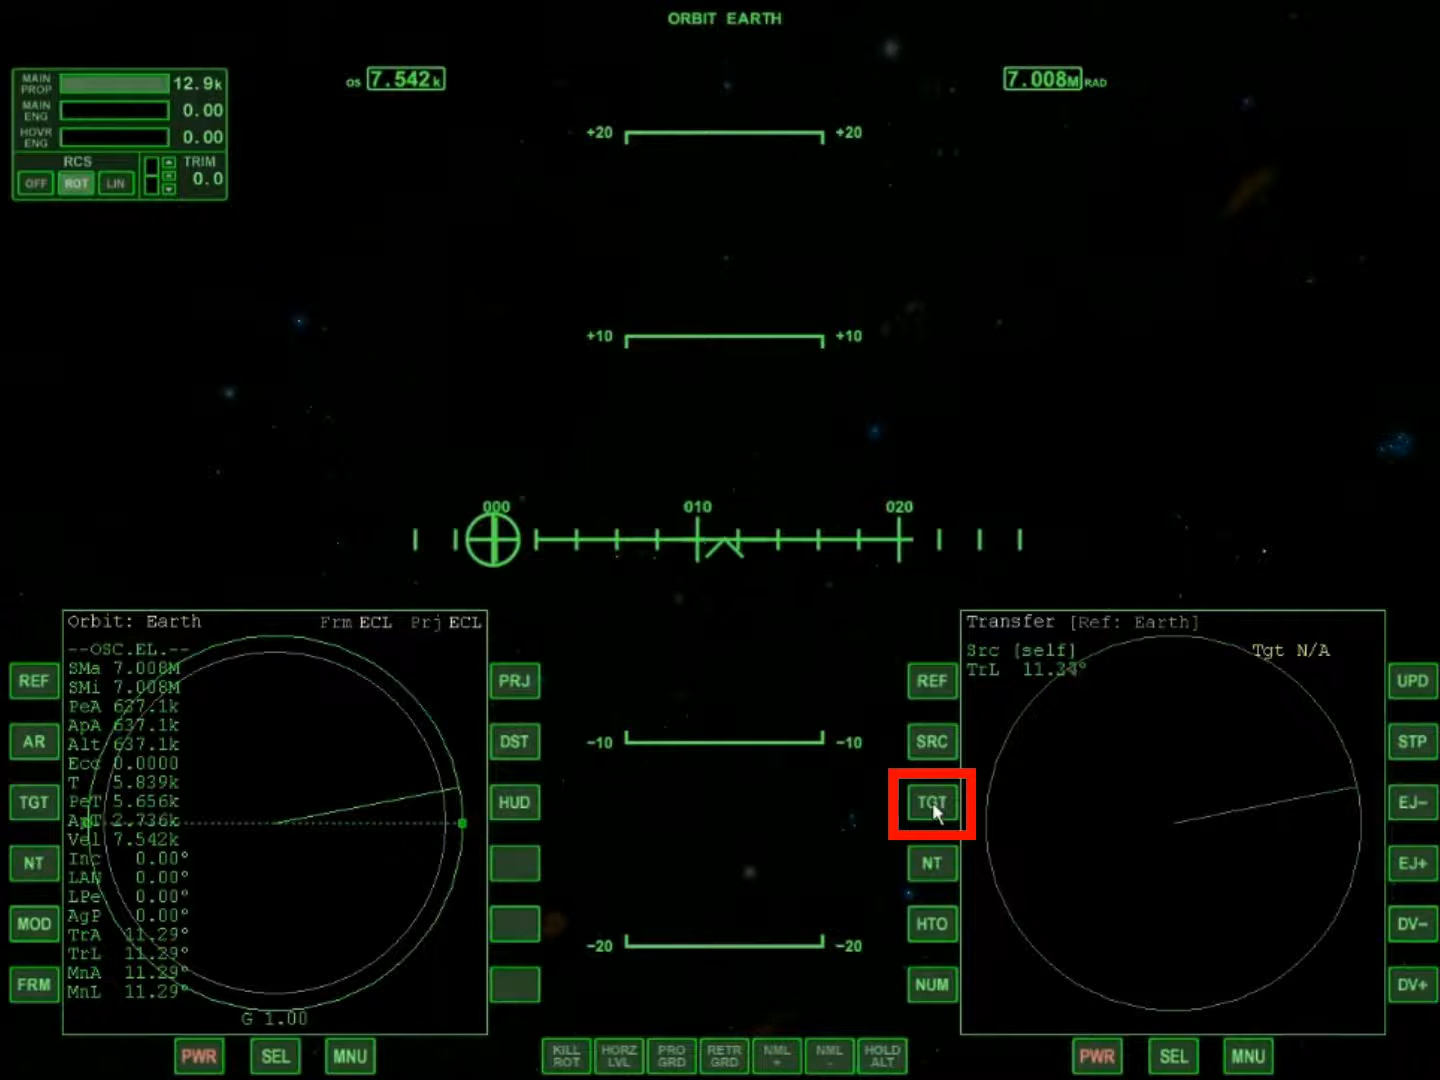 ORBIT EARTH
MAIN PROP 12.9k
MAIN ENG 0.00
HOVR ENG 0.00
RCS TRIM
OFF ROT LIN 0.0
OS 7.542k
7.008M RAD
+20 +20
+10 +10
000 010 020
-10 -10
-20 -20
Orbit: Earth Frm ECL Prj ECL
--OSC.EL.--
SMa 7.008M
SMi 7.008M
PeA 637.1k
ApA 637.1k
Alt 637.1k
Ecc 0.0000
T 5.839k
PeT 5.656k
ApT 2.736k
Vel 7.542k
Inc 0.00°
LAN 0.00°
LPe 0.00°
AgP 0.00°
TrA 11.29°
TrL 11.29°
MnA 11.29°
MnL 11.29°
G 1.00
REF
AR
TGT
NT
MOD
FRM
PRJ
DST
HUD
PWR SEL MNU
KILL ROT
HORZ LVL
PRO GRD
RETR GRD
NML +
NML -
HOLD ALT
Transfer [Ref: Earth]
Src [self] Tgt N/A
TrL 11.34°
REF
SRC
TGT
NT
HTO
NUM
UPD
STP
EJ-
EJ+
DV-
DV+
PWR SEL MNU